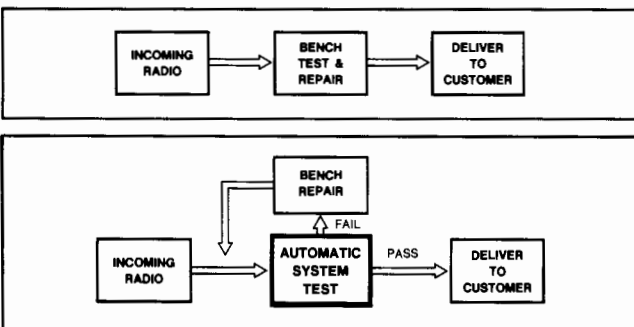 INCOMING
RADIO
BENCH
TEST &
REPAIR
DELIVER
TO
CUSTOMER
BENCH
REPAIR
FAIL
INCOMING
RADIO
AUTOMATIC
SYSTEM
TEST
PASS
DELIVER
TO
CUSTOMER